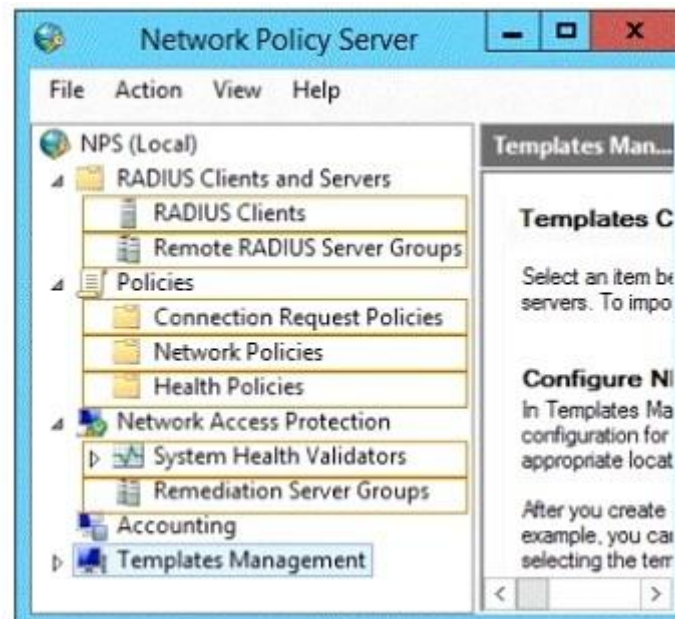 Network Policy Server
File Action View Help
NPS (Local)
RADIUS Clients and Servers
RADIUS Clients
Remote RADIUS Server Groups
Policies
Connection Request Policies
Network Policies
Health Policies
Network Access Protection
System Health Validators
Remediation Server Groups
Accounting
Templates Management
Templates Man...
Templates C
Select an item be
servers. To impo
Configure N
In Templates Ma
configuration for
appropriate locat
After you create
example, you ca
selecting the tem